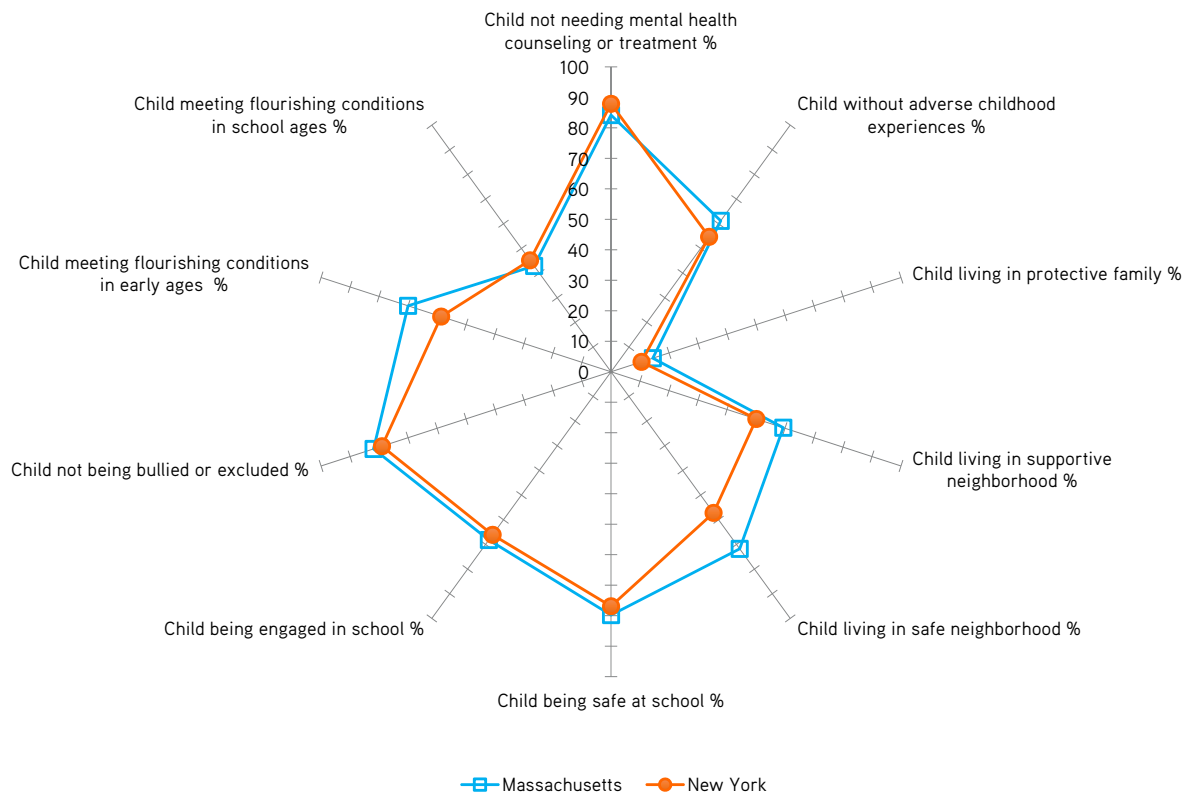 Child not needing mental health
counseling or treatment %
Child meeting flourishing conditions
in school ages %
Child without adverse childhood
experiences %
100
90
80
70
60
50
40
30
20
10
0
Child meeting flourishing conditions
in early ages  %
Child living in protective family %
Child not being bullied or excluded %
Child living in supportive
neighborhood %
Child being engaged in school %
Child living in safe neighborhood %
Child being safe at school %
Massachusetts
New York